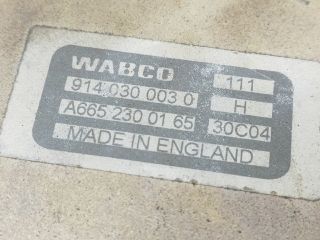 WABCO 111
914 030 003 0 H
A665 230 01 65 30C04
MADE IN ENGLAND